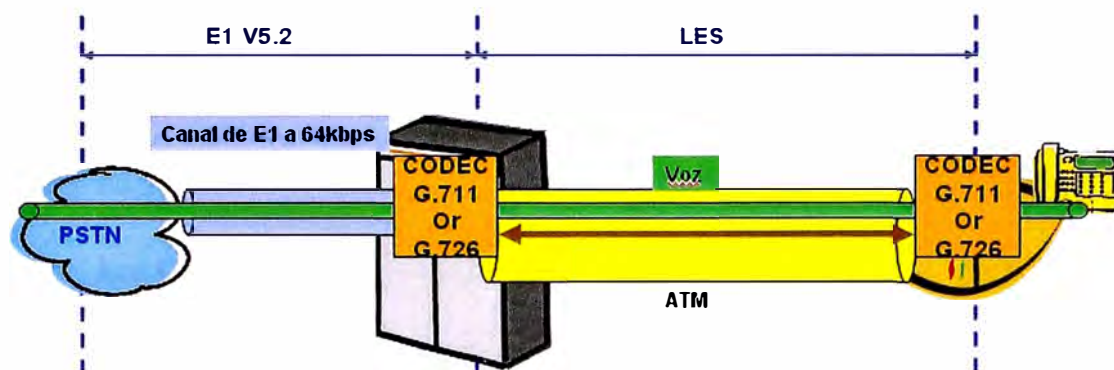 E1 V5.2
LES
Canal de E1 a 64kbps
CODEC
G.711
Or
G.726
Voz
CODEC
G.711
Or
G.726
PSTN
ATM